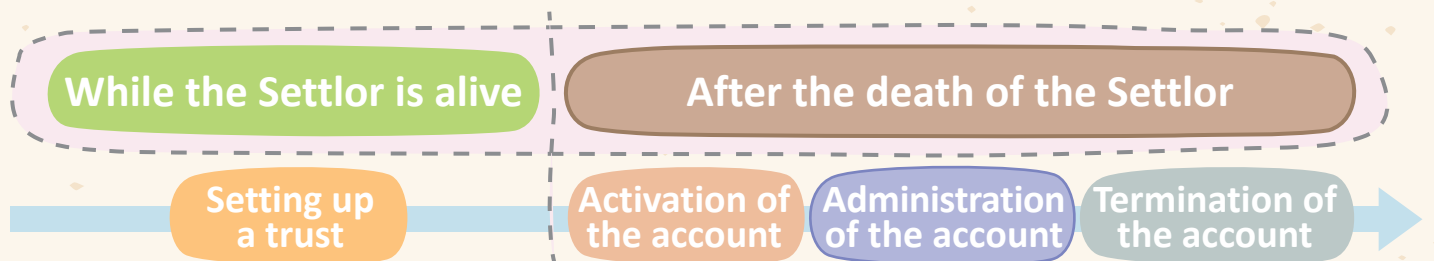 While the Settlor is alive
After the death of the Settlor
Setting up
a trust
Activation of
the account
Administration
of the account
Termination of
the account